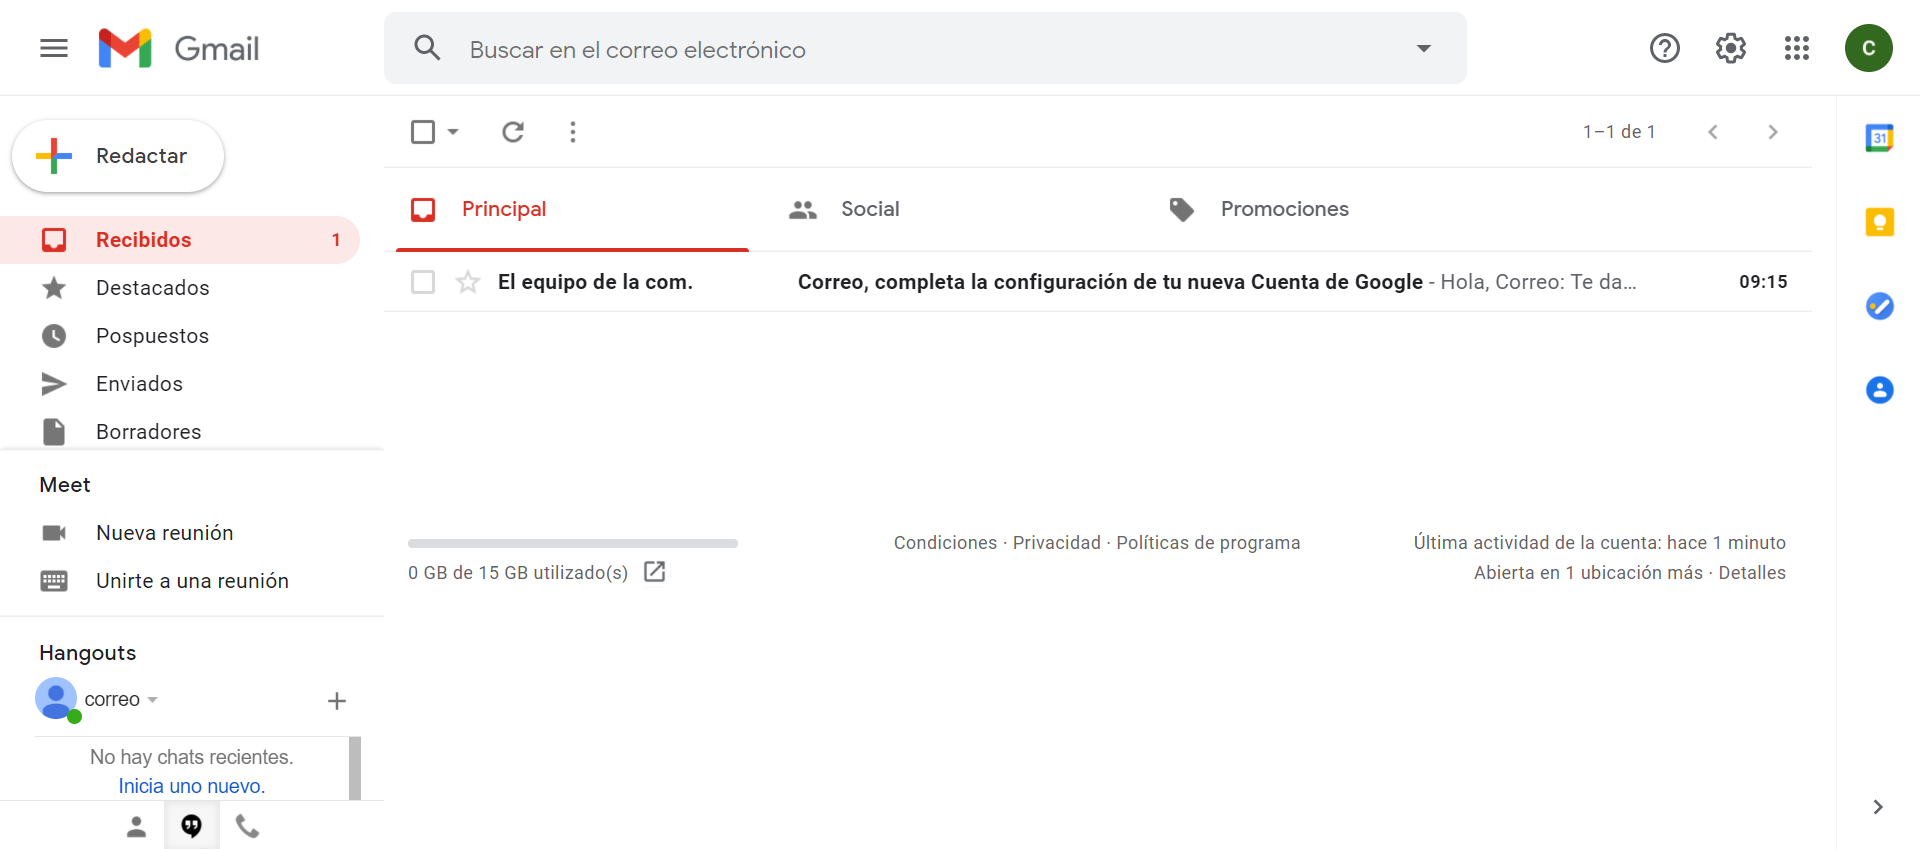 Gmail
Buscar en el correo electrónico
C
Redactar
1–1 de 1
31
Principal
Social
Promociones
Recibidos 1
El equipo de la com. Correo, completa la configuración de tu nueva Cuenta de Google - Hola, Correo: Te da... 09:15
Destacados
Pospuestos
Enviados
Borradores
Meet
Nueva reunión
Unirte a una reunión
0 GB de 15 GB utilizado(s)
Condiciones · Privacidad · Políticas de programa
Última actividad de la cuenta: hace 1 minuto
Abierta en 1 ubicación más · Detalles
Hangouts
correo
No hay chats recientes.
Inicia uno nuevo.